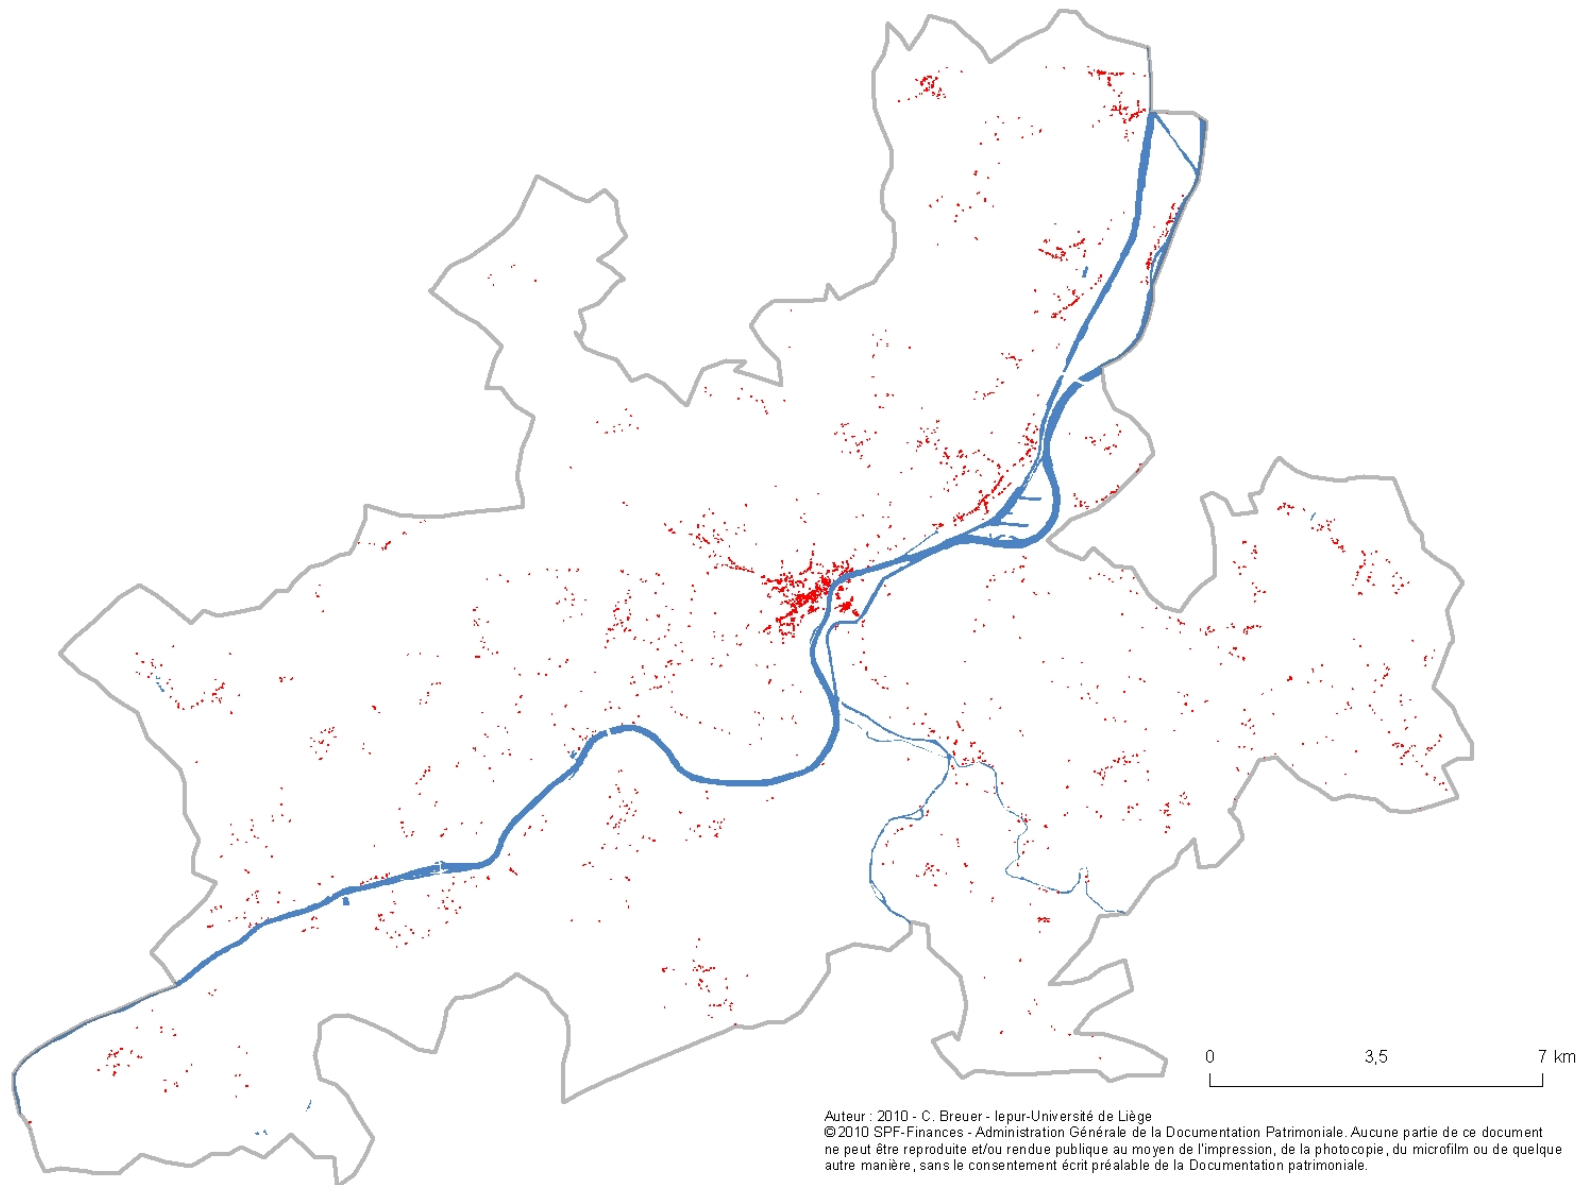 0 3,5 7 km
Auteur : 2010 - C. Breuer - lepur-Université de Liège
©2010 SPF-Finances - Administration Générale de la Documentation Patrimoniale. Aucune partie de ce document
ne peut être reproduite et/ou rendue publique au moyen de l'impression, de la photocopie, du microfilm ou de quelque
autre manière, sans le consentement écrit préalable de la Documentation patrimoniale.